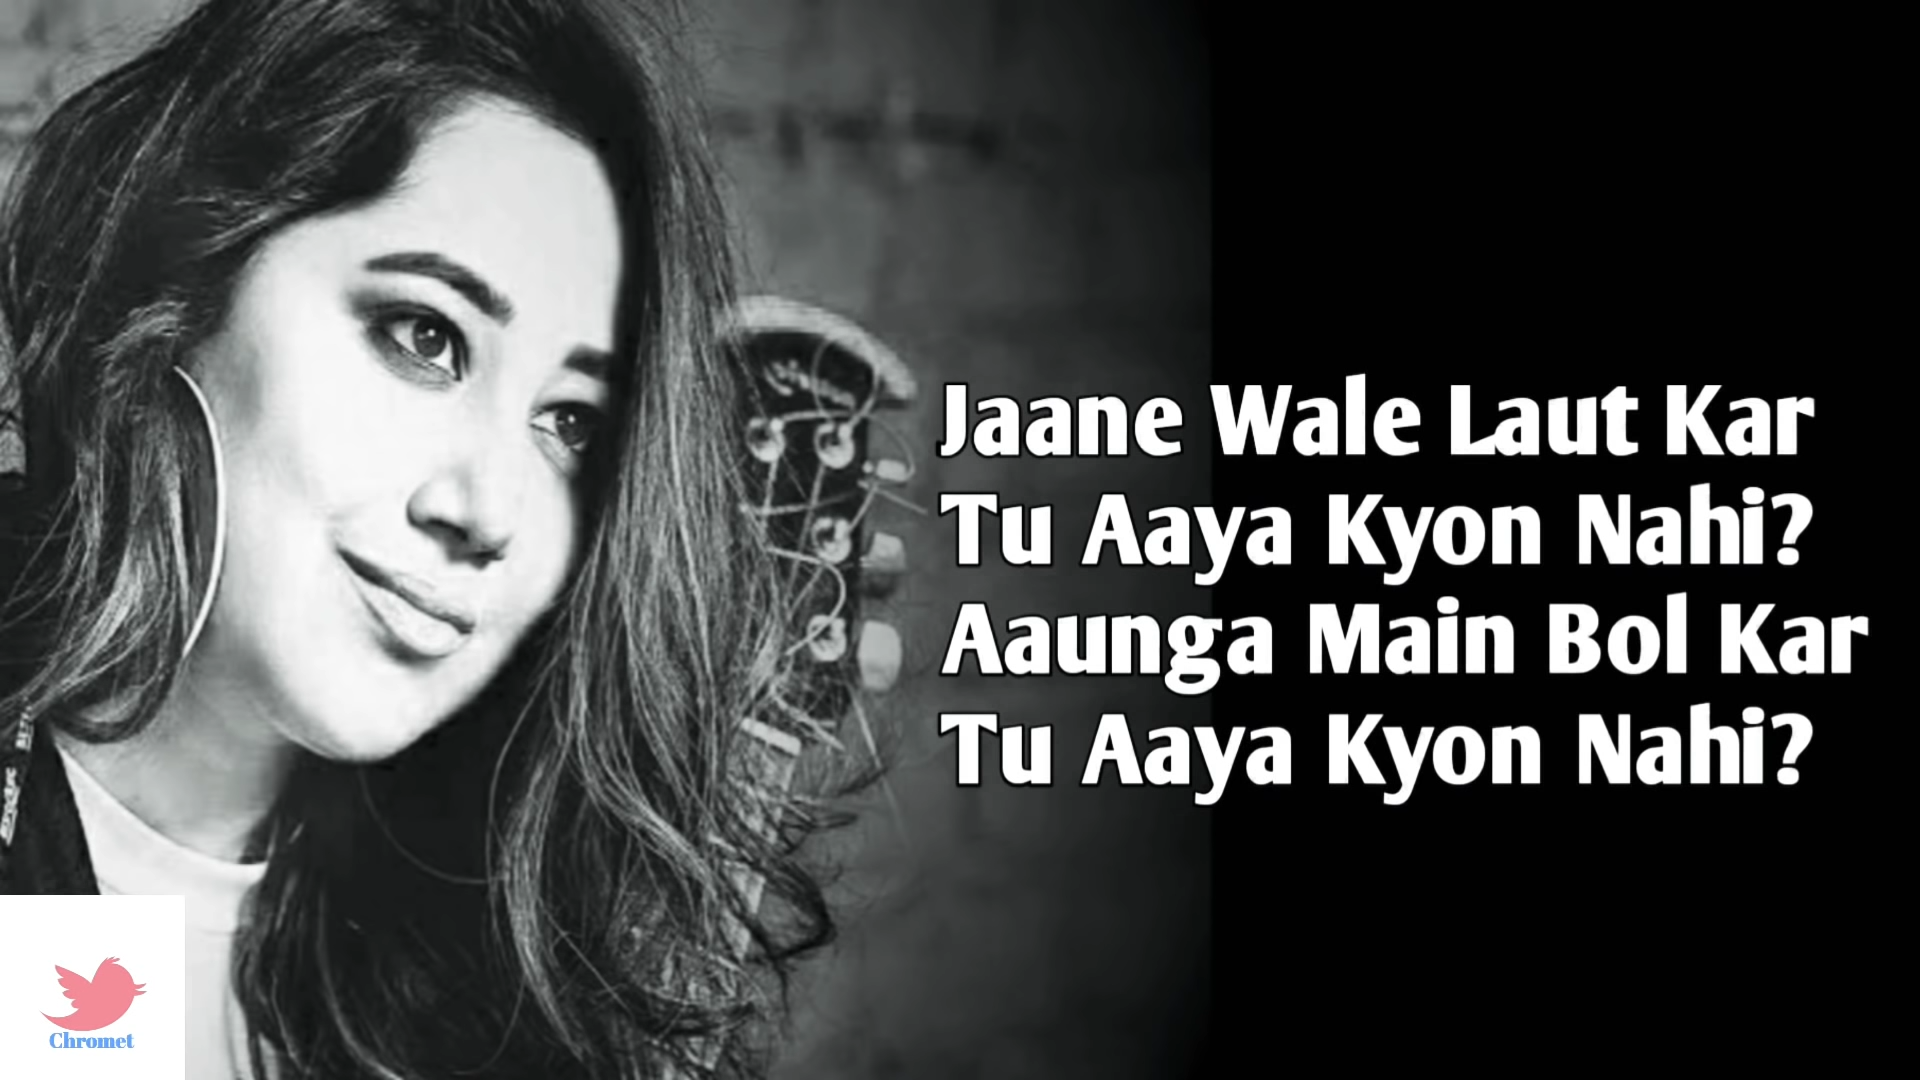 Jaane Wale Laut Kar
Tu Aaya Kyon Nahi?
Aaunga Main Bol Kar
Tu Aaya Kyon Nahi?
Chromet